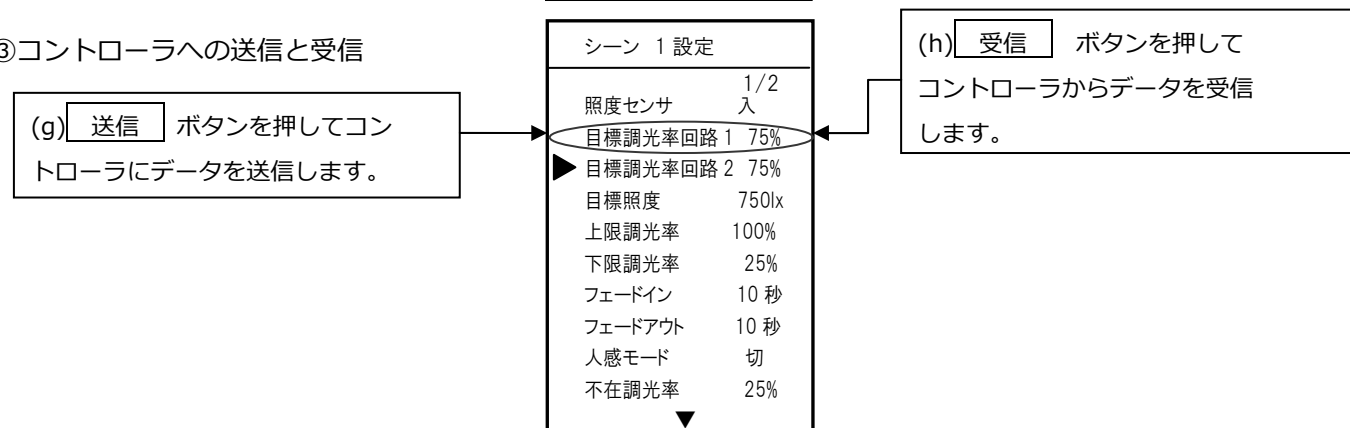 ③コントローラへの送信と受信
(g) 送信 ボタンを押してコン
トローラにデータを送信します。
シーン 1 設定
1/2
照度センサ 入
目標調光率回路 1 75%
▶ 目標調光率回路 2 75%
目標照度 750lx
上限調光率 100%
下限調光率 25%
フェードイン 10 秒
フェードアウト 10 秒
人感モード 切
不在調光率 25%
▼
(h) 受信 ボタンを押して
コントローラからデータを受信
します。